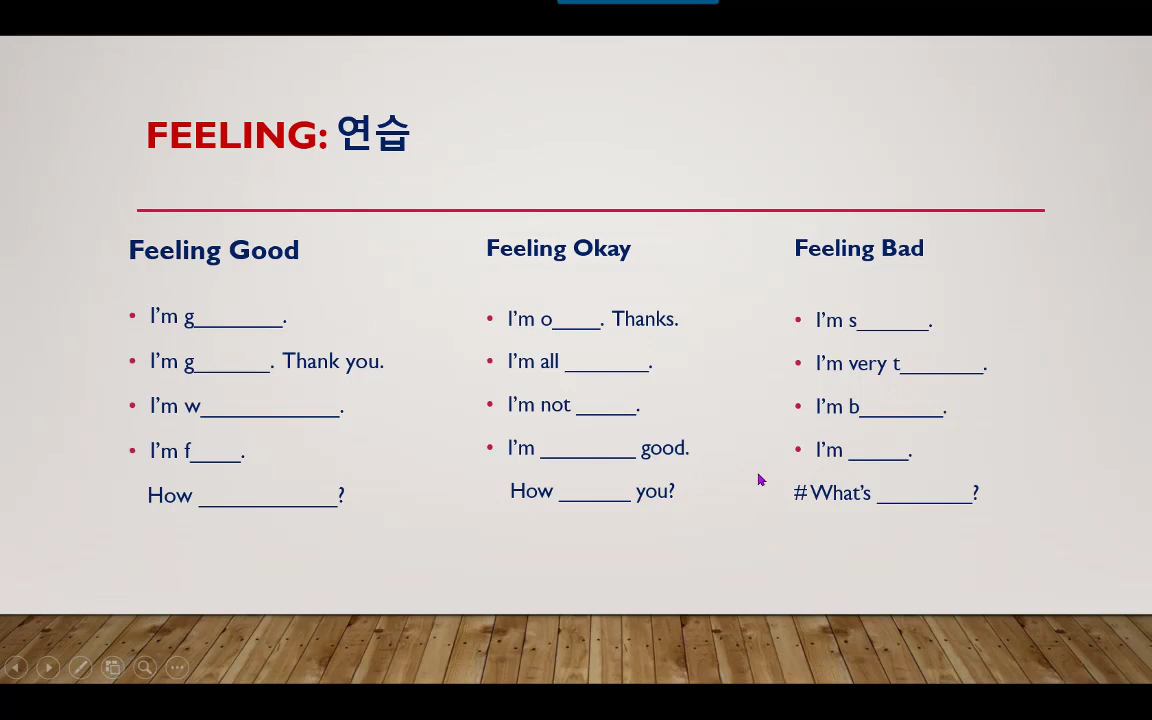 FEELING: 연습
Feeling Good
• I'm g________.
• I'm g_______. Thank you.
• I'm w_____________.
• I'm f_____.
How _____________?
Feeling Okay
• I'm o____. Thanks.
• I'm all ________.
• I'm not ______.
• I'm _________ good.
How _______ you?
Feeling Bad
• I'm s_______.
• I'm very t________.
• I'm b________.
• I'm ______.
# What's _________?